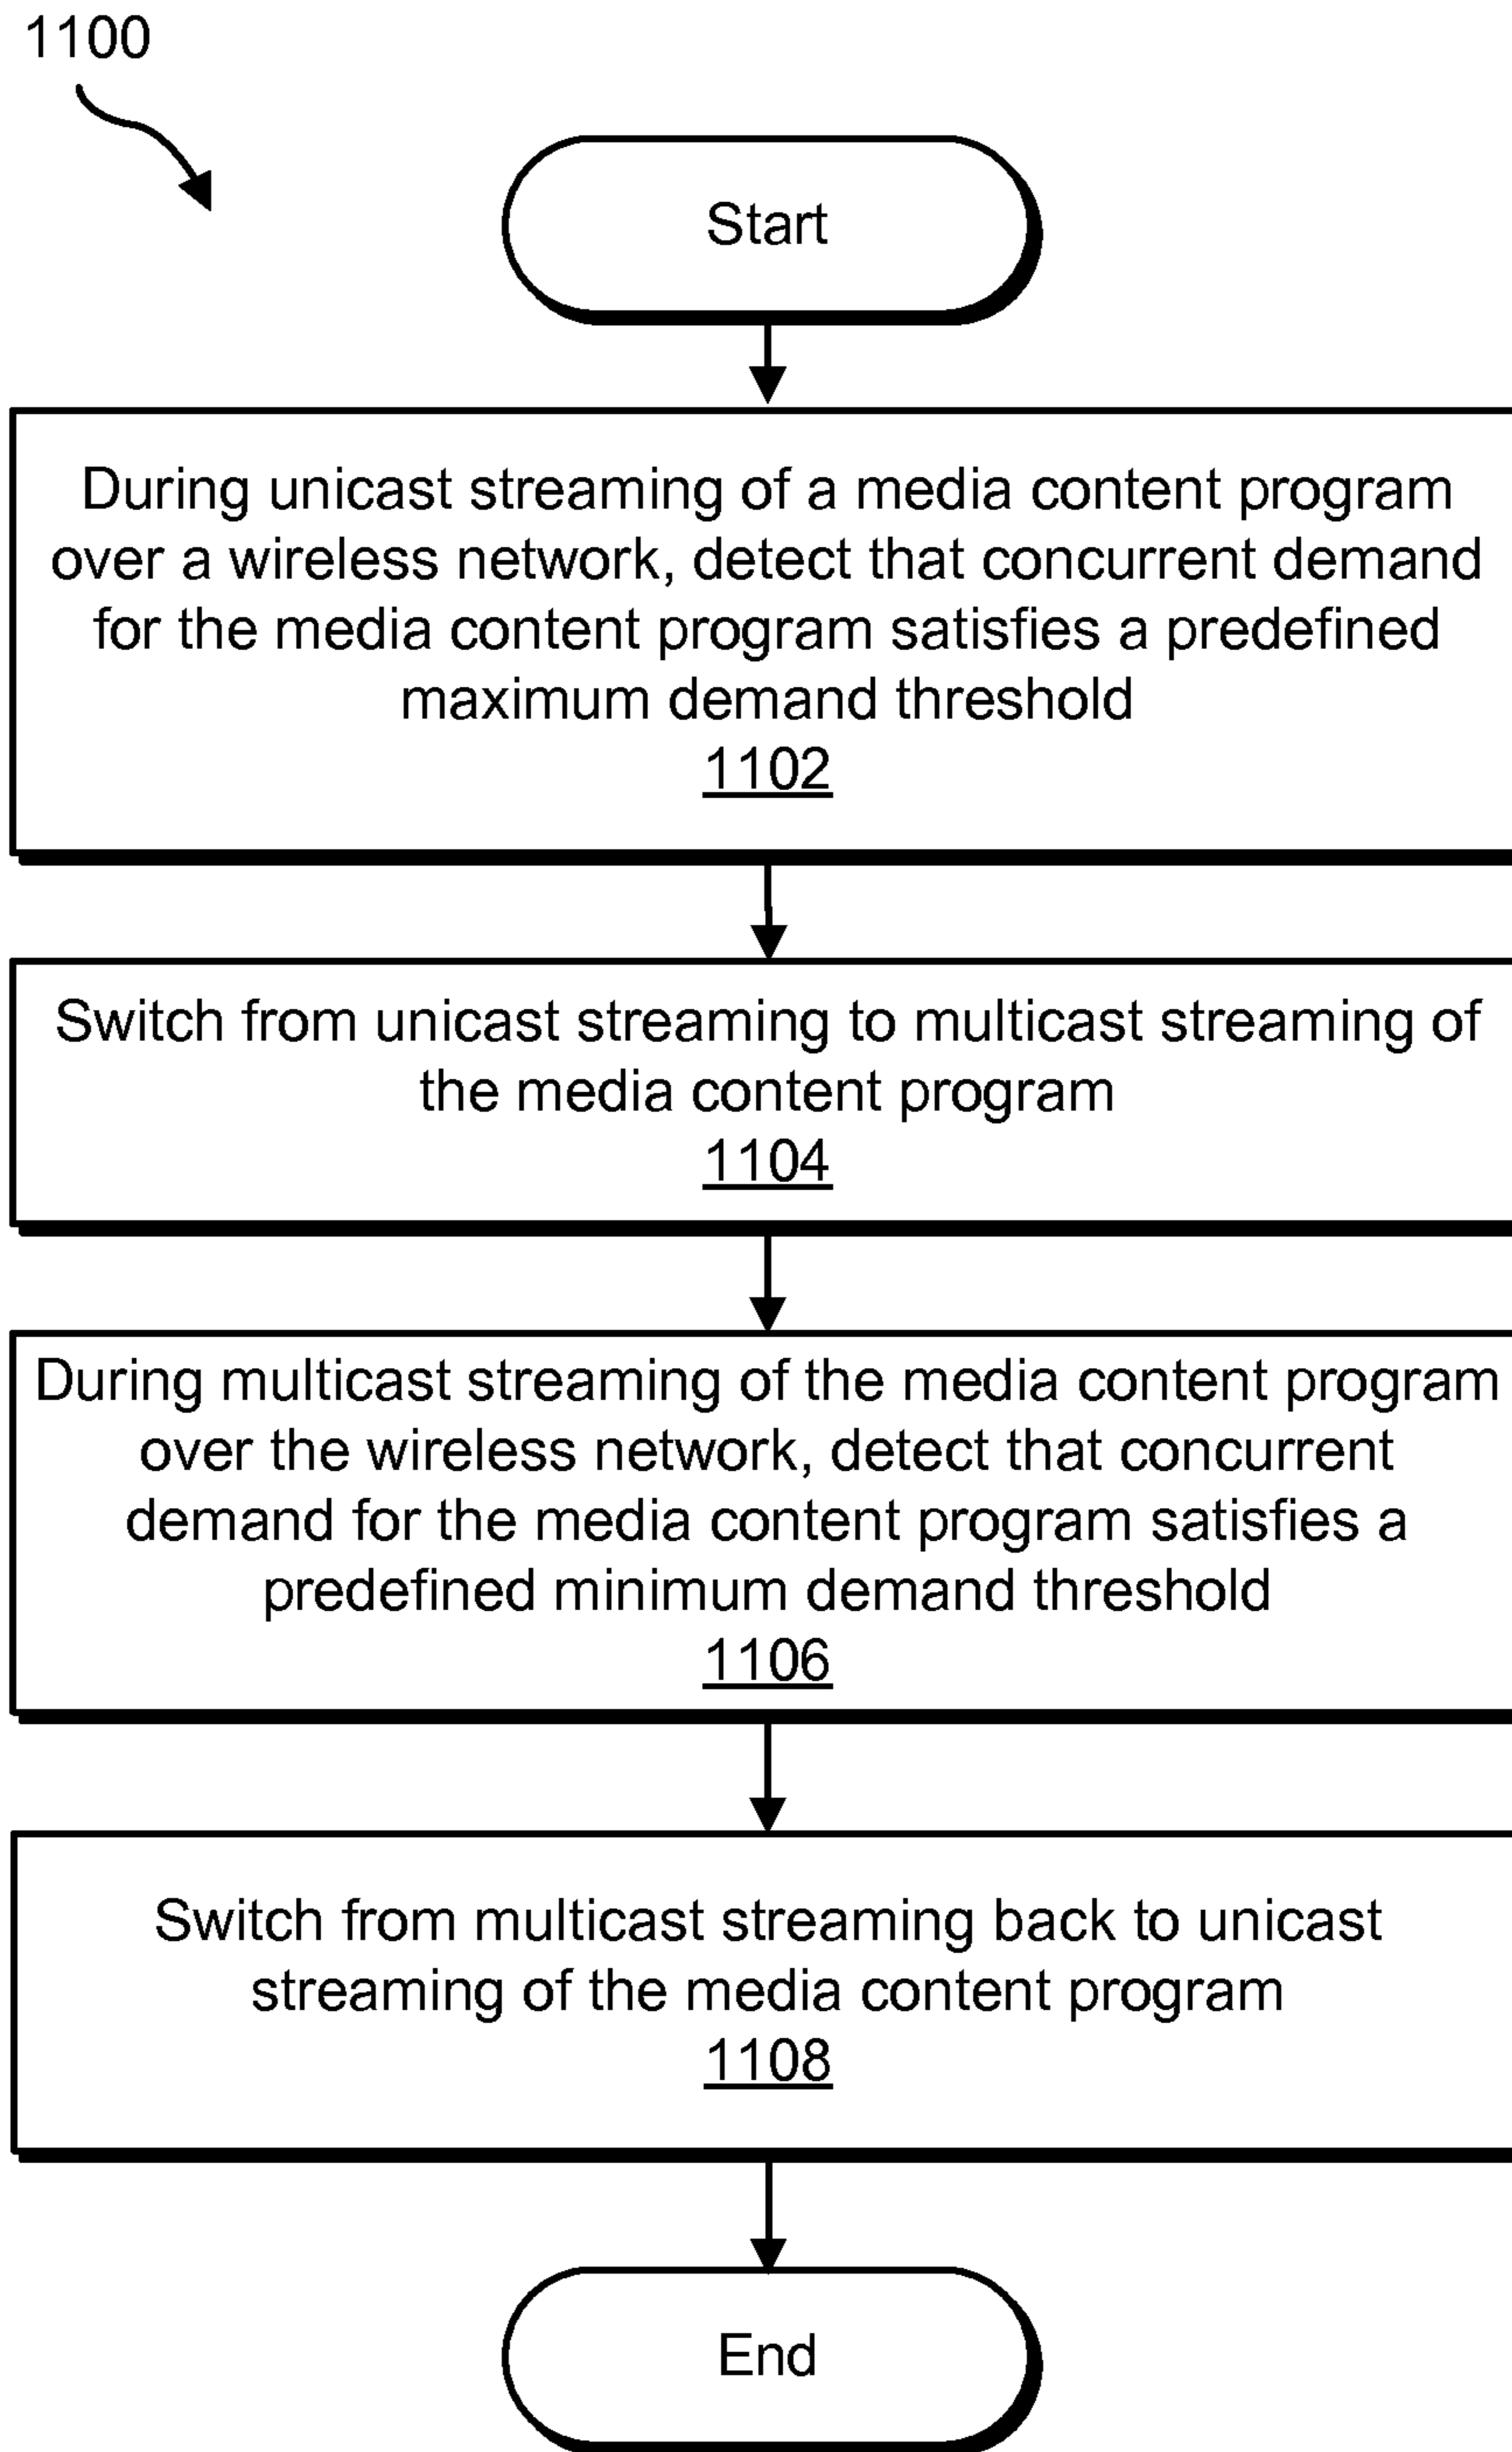 1100
Start
During unicast streaming of a media content program
over a wireless network, detect that concurrent demand
for the media content program satisfies a predefined
maximum demand threshold
1102
Switch from unicast streaming to multicast streaming of
the media content program
1104
During multicast streaming of the media content program
over the wireless network, detect that concurrent
demand for the media content program satisfies a
predefined minimum demand threshold
1106
Switch from multicast streaming back to unicast
streaming of the media content program
1108
End